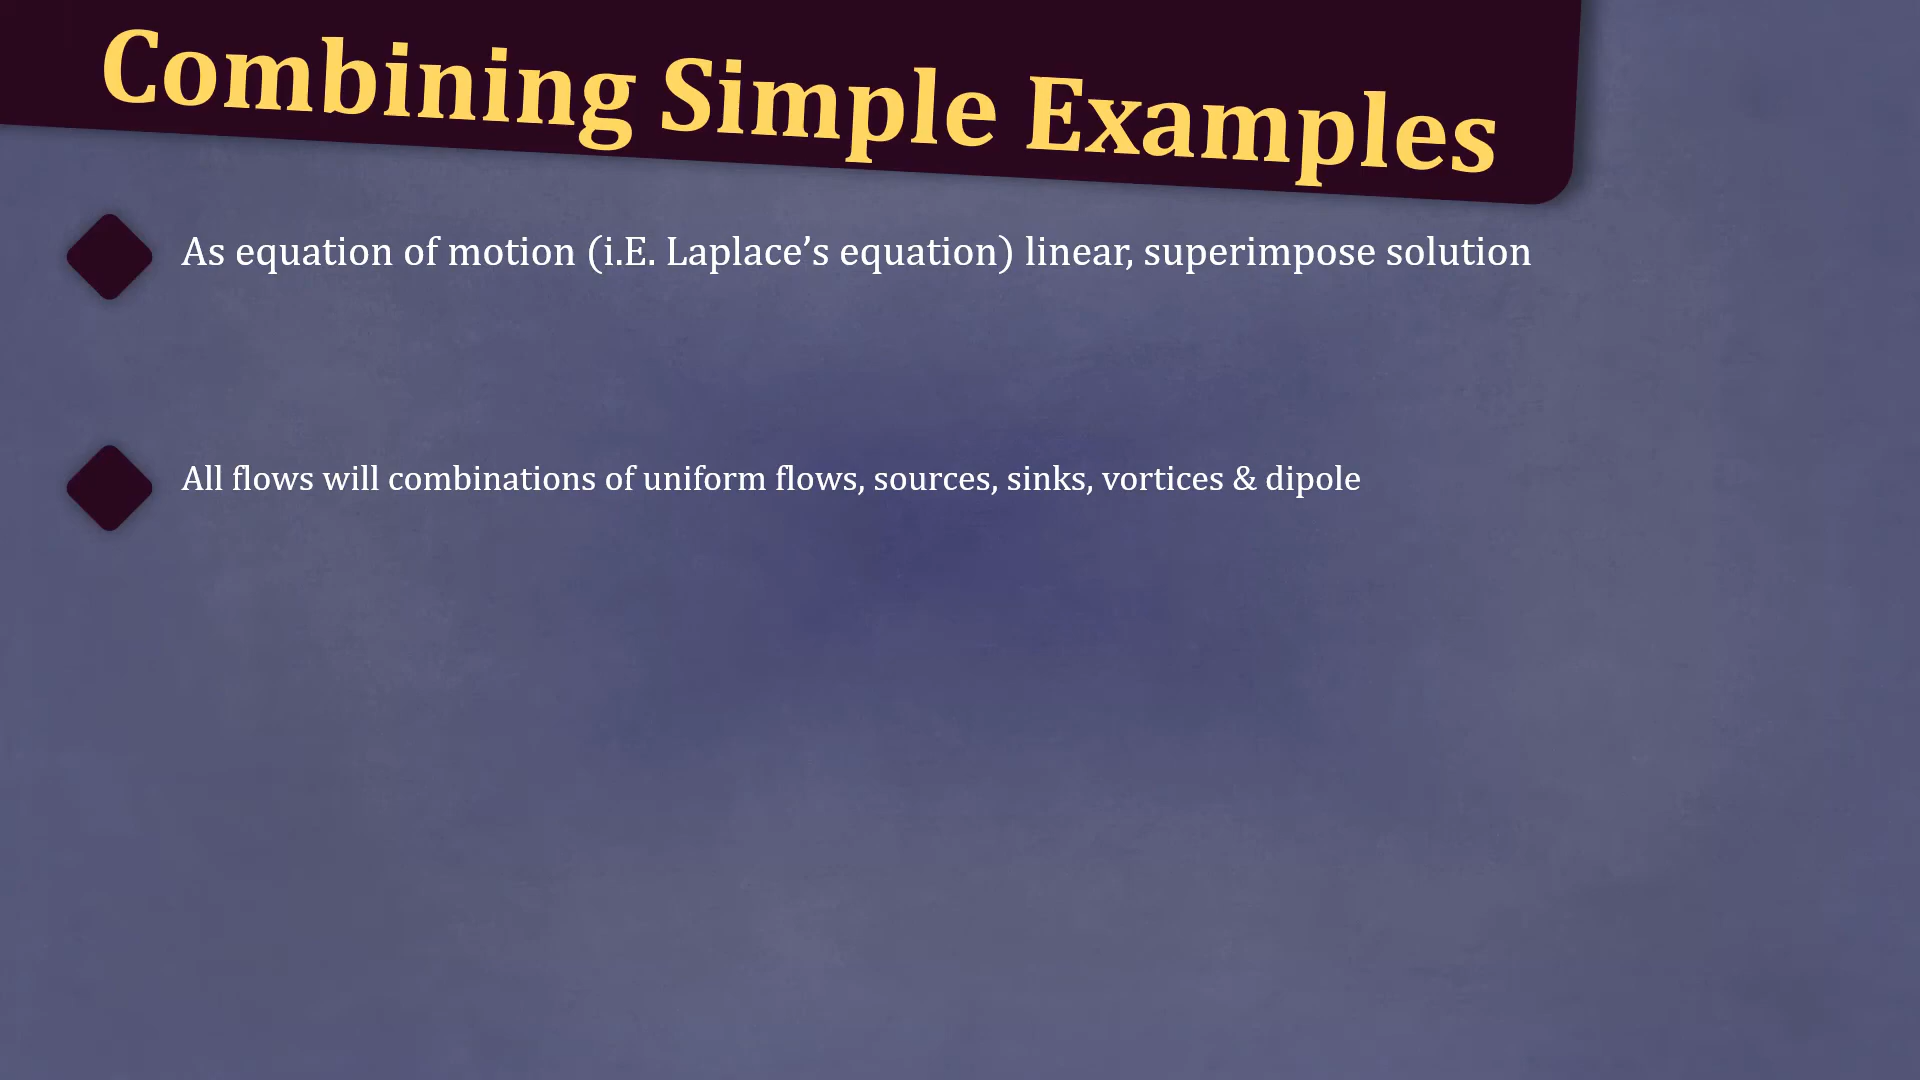 Combining Simple Examples
As equation of motion (i.E. Laplace’s equation) linear, superimpose solution
All flows will combinations of uniform flows, sources, sinks, vortices & dipole